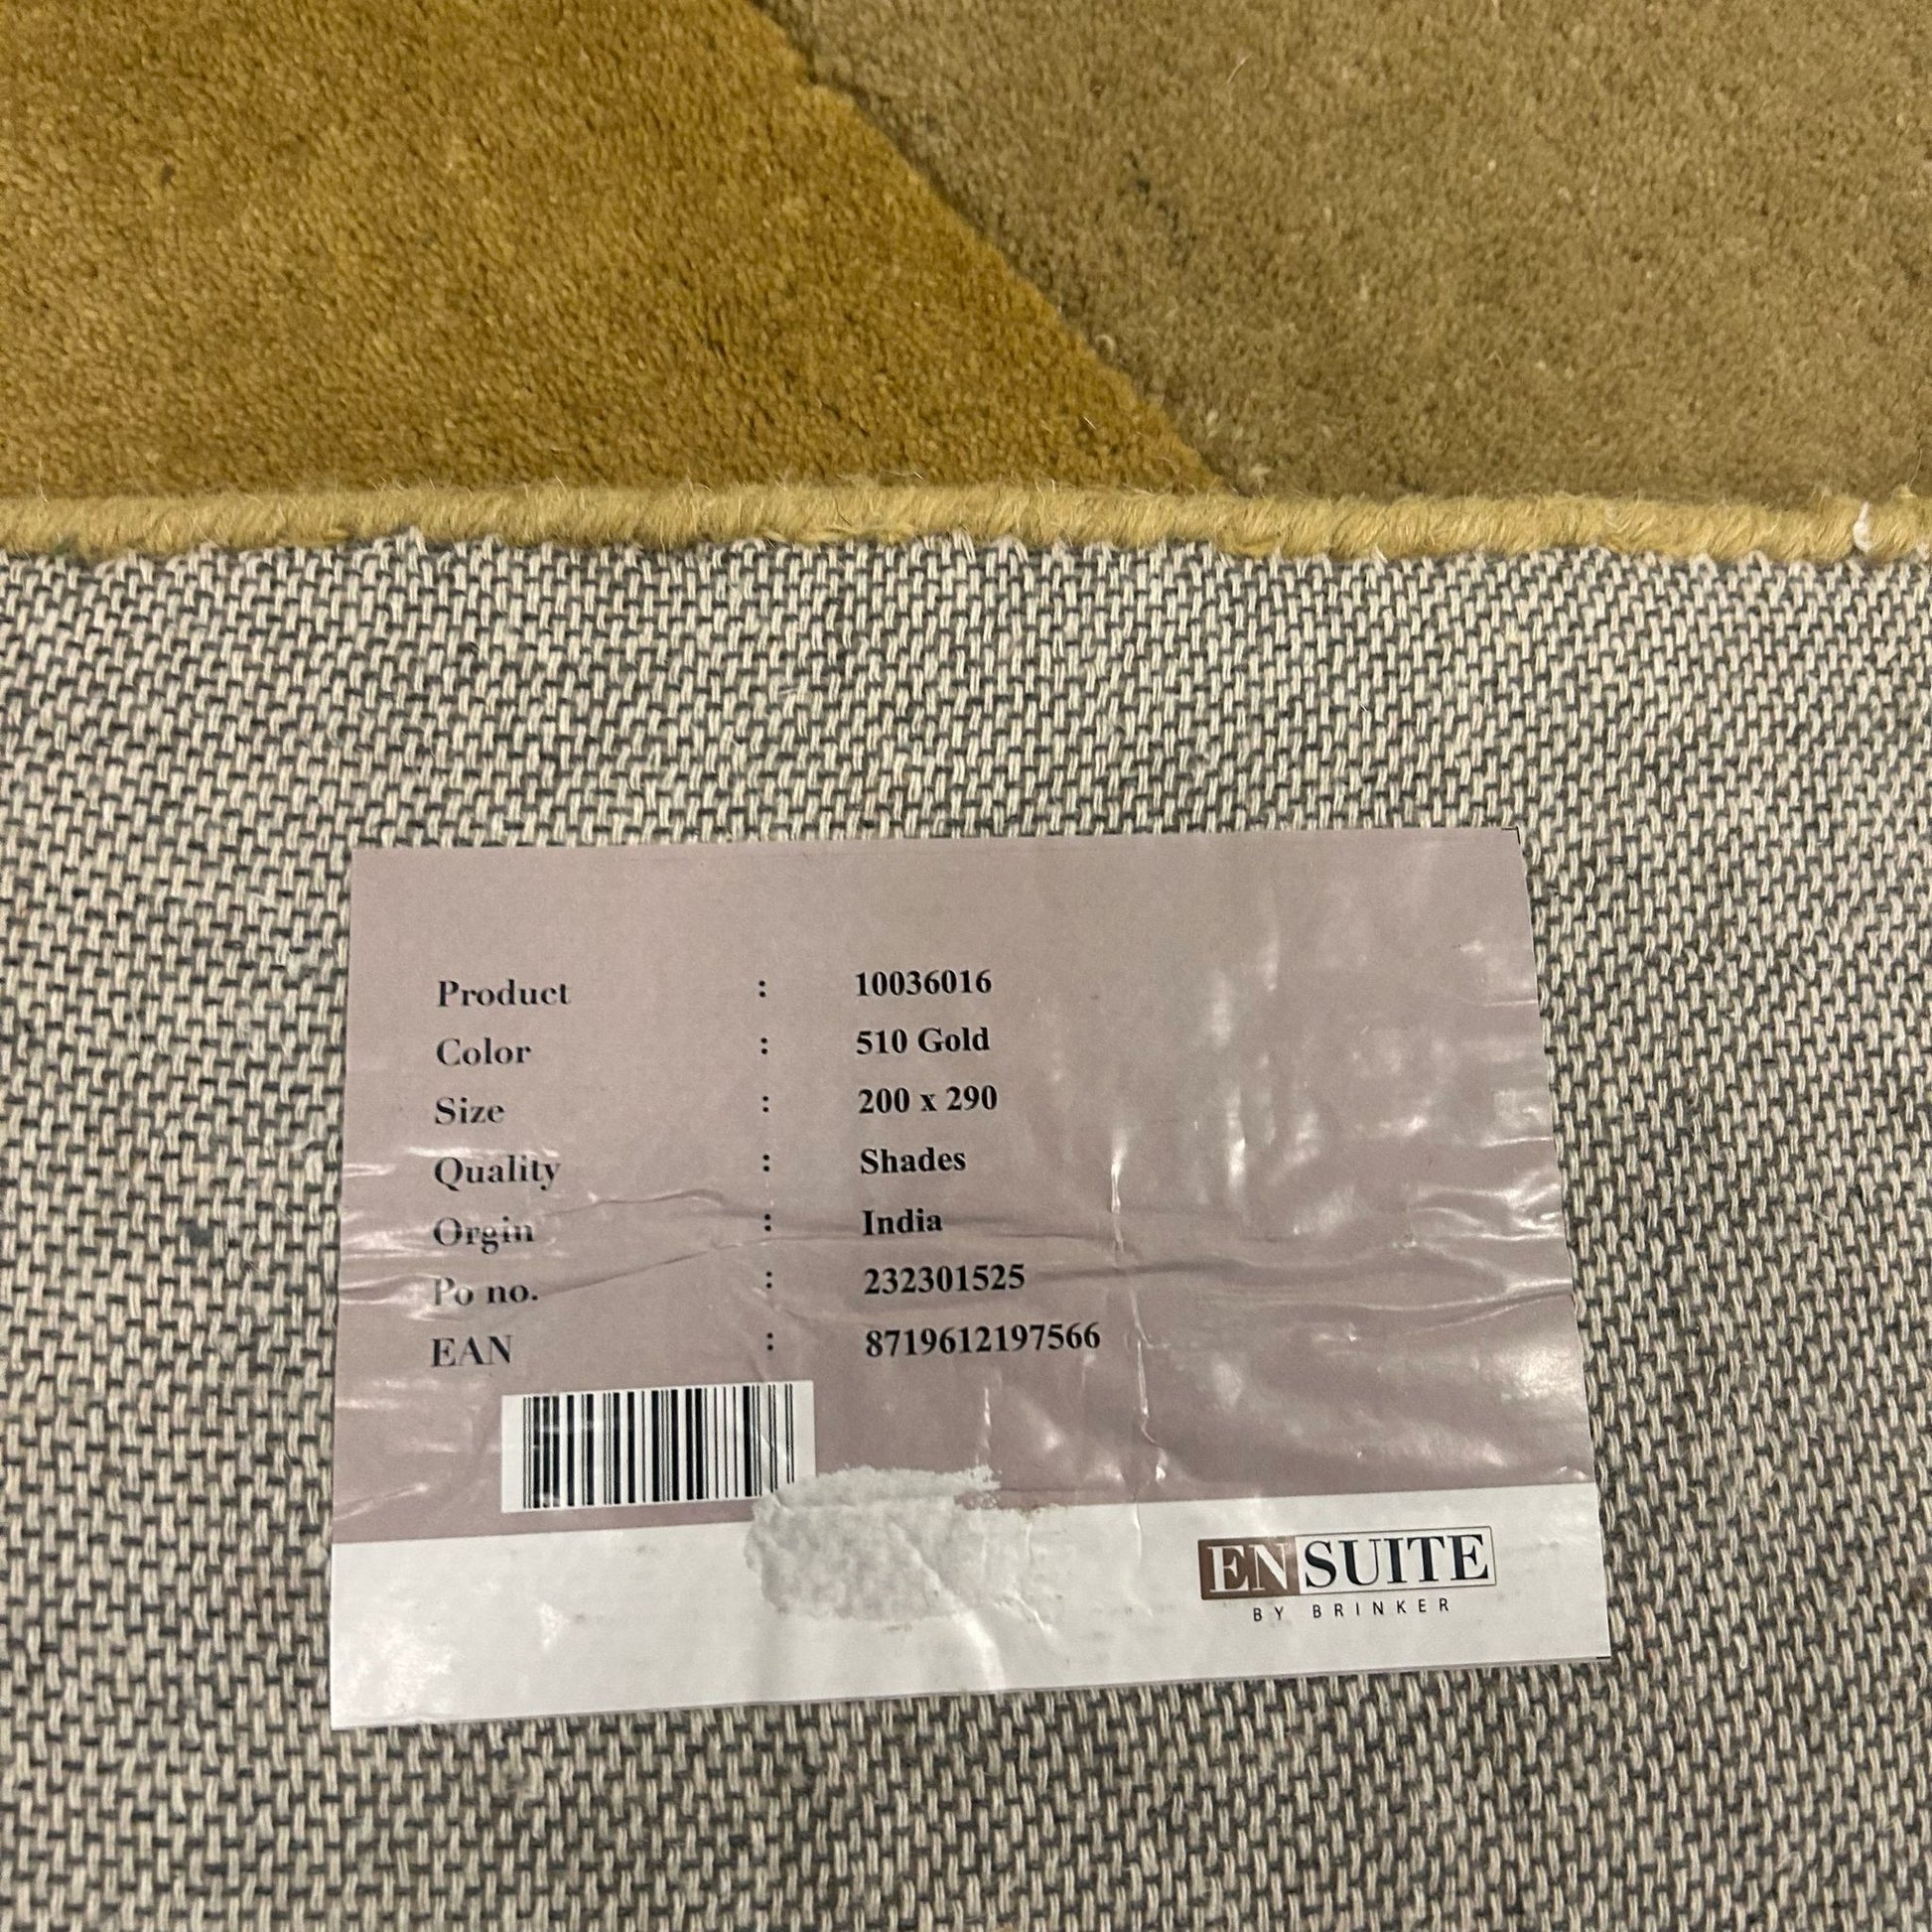 Product : 10036016
Color : 510 Gold
Size : 200 x 290
Quality : Shades
Orgin : India
Po no. : 232301525
EAN : 8719612197566
ENSUITE
BY BRINKER